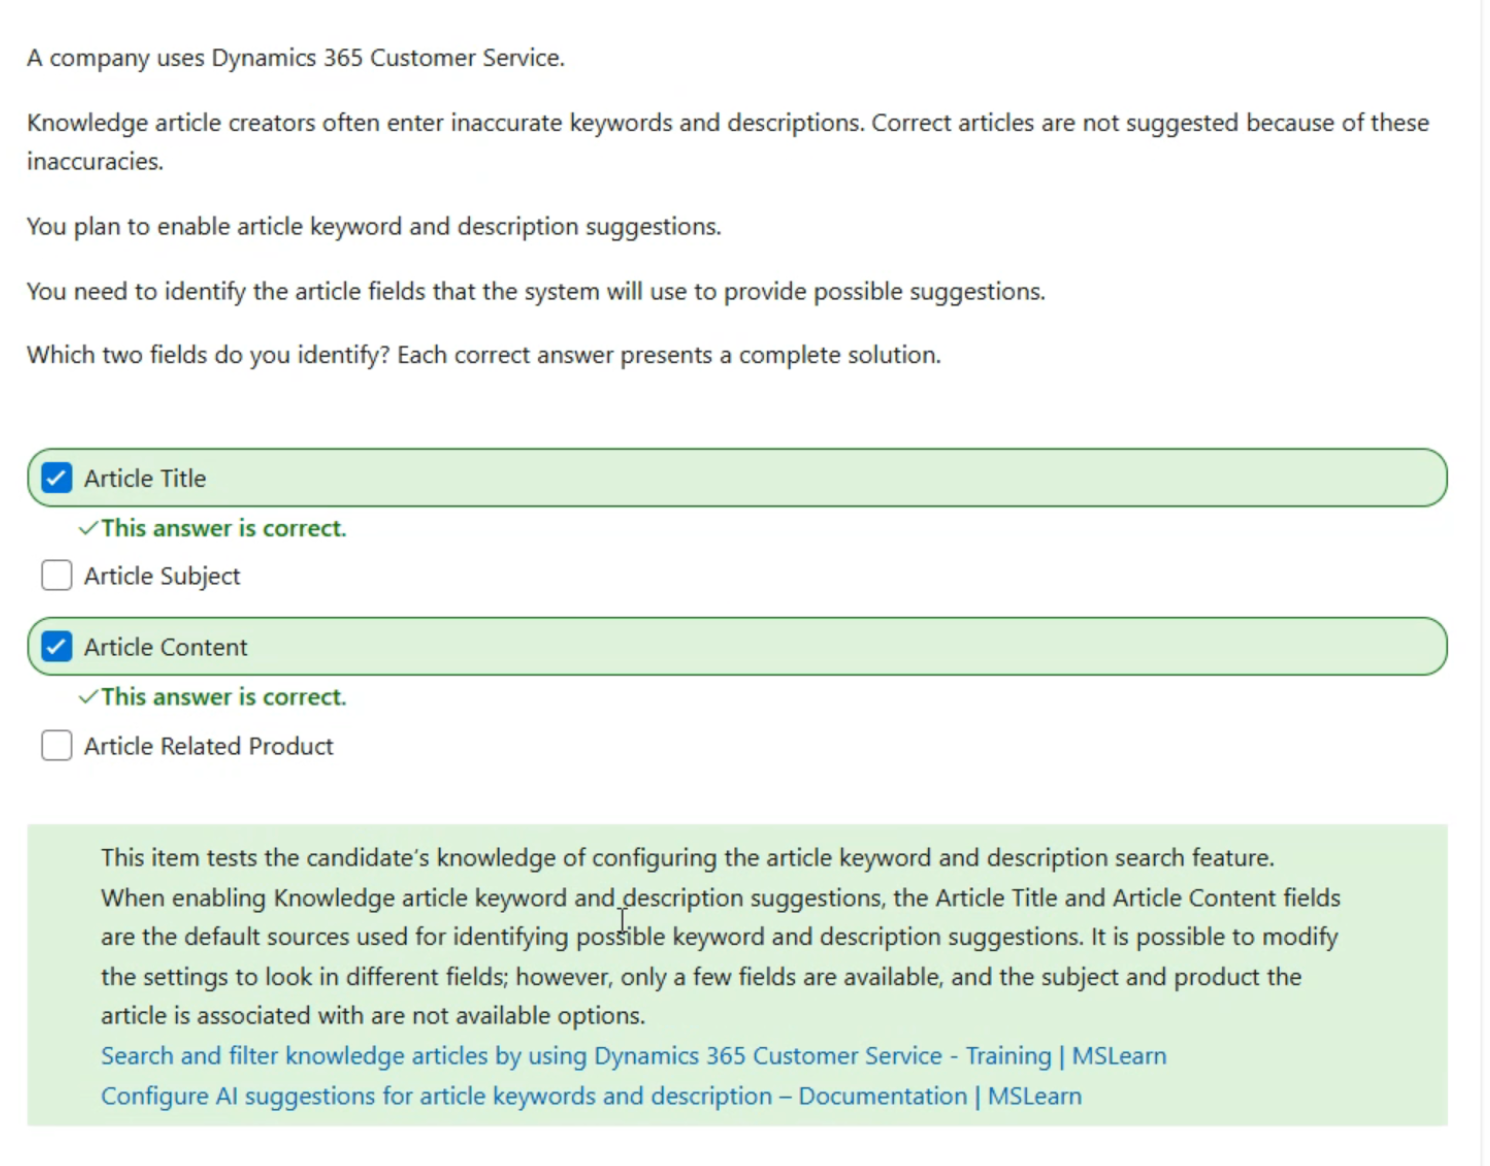 A company uses Dynamics 365 Customer Service.
Knowledge article creators often enter inaccurate keywords and descriptions. Correct articles are not suggested because of these
inaccuracies.
You plan to enable article keyword and description suggestions.
You need to identify the article fields that the system will use to provide possible suggestions.
Which two fields do you identify? Each correct answer presents a complete solution.
Article Title
This answer is correct.
Article Subject
Article Content
This answer is correct.
Article Related Product
This item tests the candidate's knowledge of configuring the article keyword and description search feature.
When enabling Knowledge article keyword and description suggestions, the Article Title and Article Content fields
are the default sources used for identifying possible keyword and description suggestions. It is possible to modify
the settings to look in different fields; however, only a few fields are available, and the subject and product the
article is associated with are not available options.
Search and filter knowledge articles by using Dynamics 365 Customer Service - Training | MSLearn
Configure AI suggestions for article keywords and description – Documentation | MSLearn